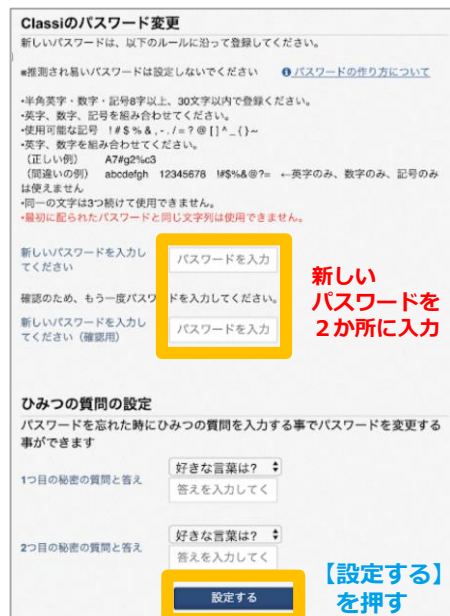 Classiのパスワード変更
新しいパスワードは、以下のルールに沿って登録してください。
※推測され易いパスワードは設定しないでください パスワードの作り方について
・半角英字・数字・記号8字以上、30文字以内で登録ください。
・英字、数字、記号を組み合わせてください。
・使用可能な記号 !#$%&,-./=?@[]^_{}~
・英字、数字を組み合わせてください。
（正しい例） A7#g2%c3
（間違いの例） abcdefgh 12345678 !#$%&@?= ←英字のみ、数字のみ、記号のみ
は使えません
・同一の文字は3つ続けて使用できません。
・最初に配られたパスワードと同じ文字列は使用できません。
新しいパスワードを入力し
てください
パスワードを入力
確認のため、もう一度パスワードを入力してください。
新しいパスワードを入力し
てください（確認用）
パスワードを入力
新しい
パスワードを
２か所に入力
ひみつの質問の設定
パスワードを忘れた時にひみつの質問を入力する事でパスワードを変更する
事ができます
1つ目の秘密の質問と答え
好きな言葉は?
答えを入力してく
2つ目の秘密の質問と答え
好きな言葉は?
答えを入力してく
設定する
【設定する】
を押す